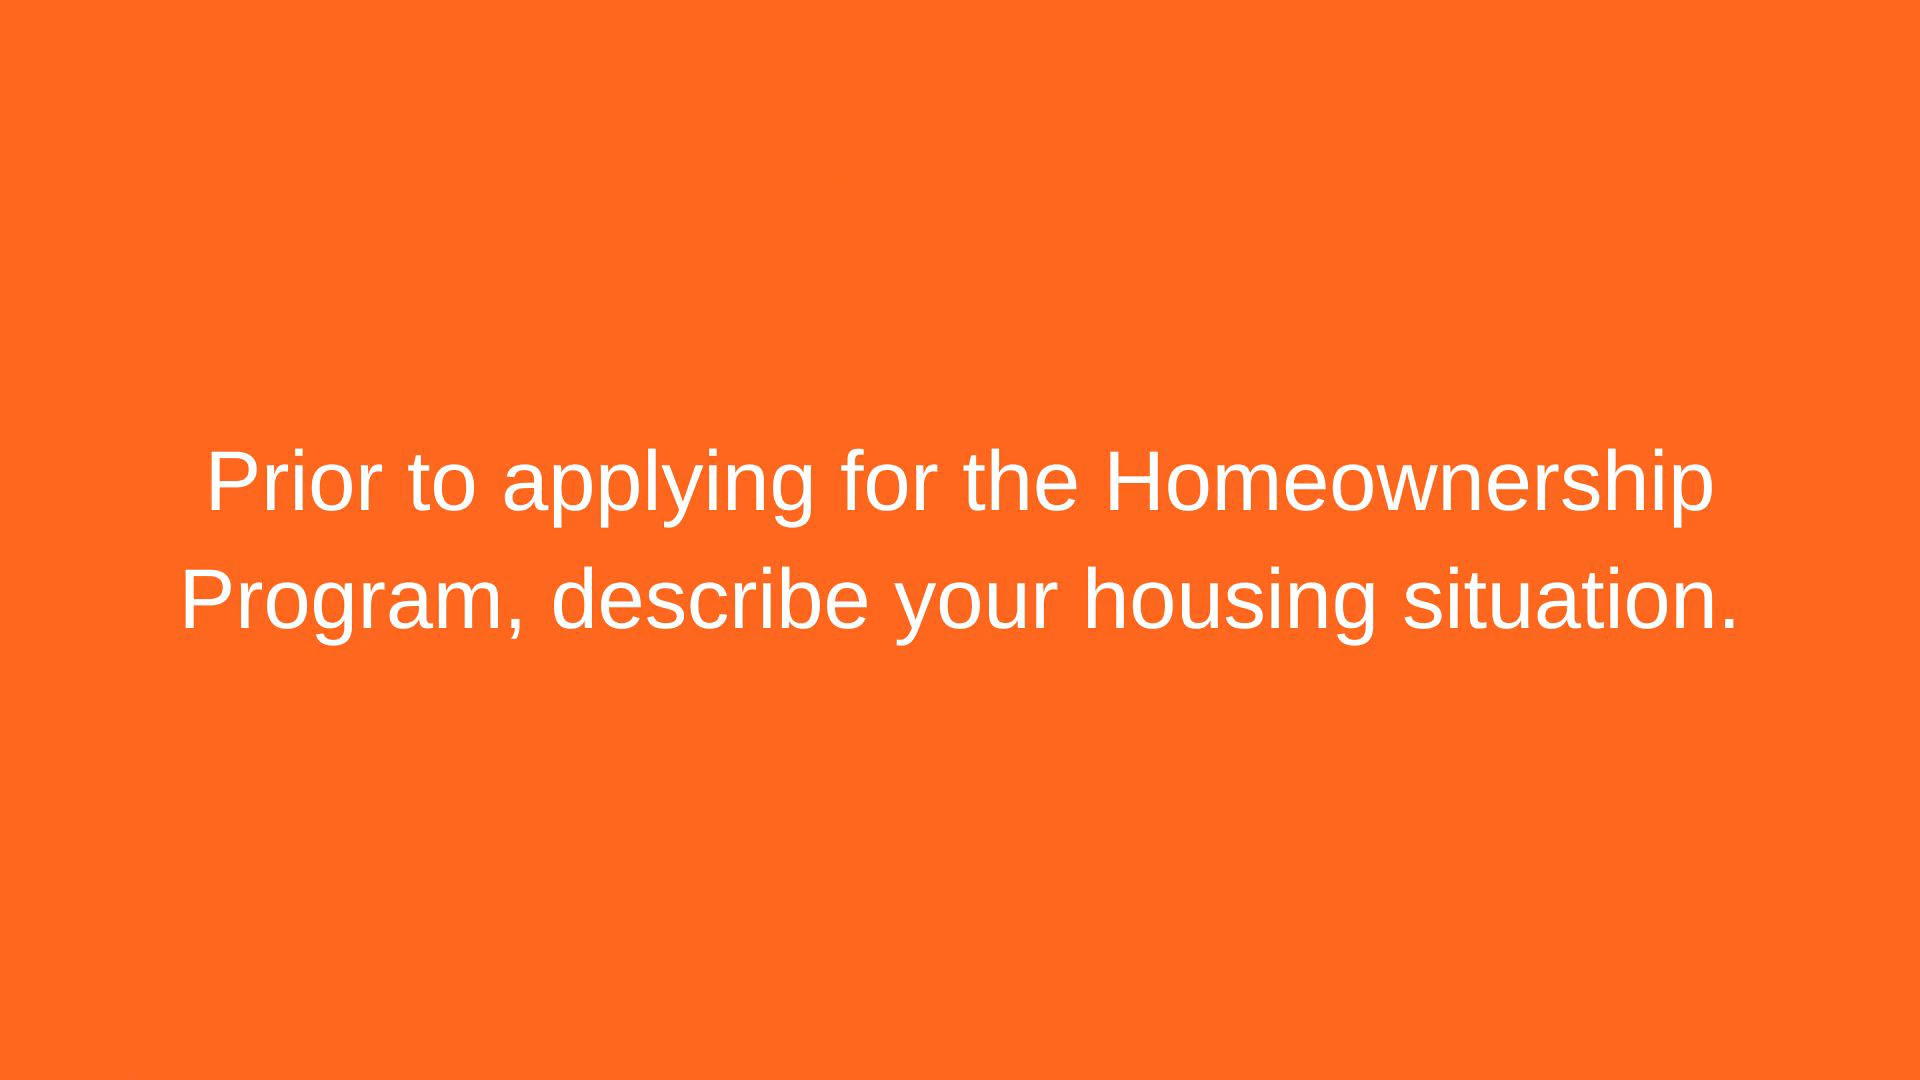 Prior to applying for the Homeownership
Program, describe your housing situation.